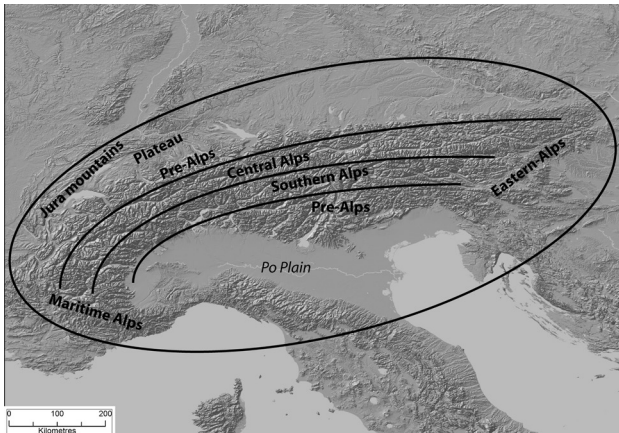 Jura mountains
Plateau
Pre-Alps
Central Alps
Southern Alps
Pre-Alps
Eastern-Alps
Po Plain
Maritime Alps
0 100 200
Kilometres